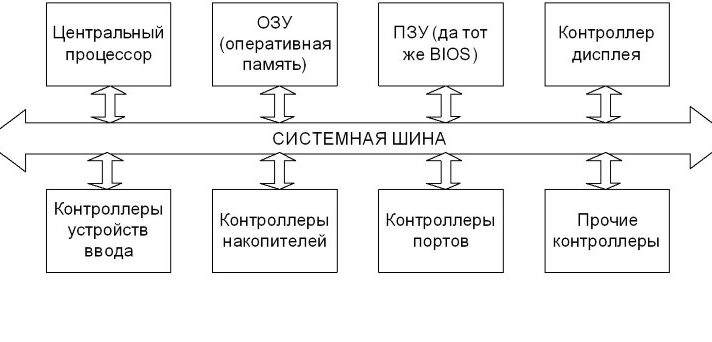 Центральный
процессор
ОЗУ
(оперативная
память)
ПЗУ (да тот
же BIOS)
Контроллер
дисплея
СИСТЕМНАЯ ШИНА
Контроллеры
устройств
ввода
Контроллеры
накопителей
Контроллеры
портов
Прочие
контроллеры